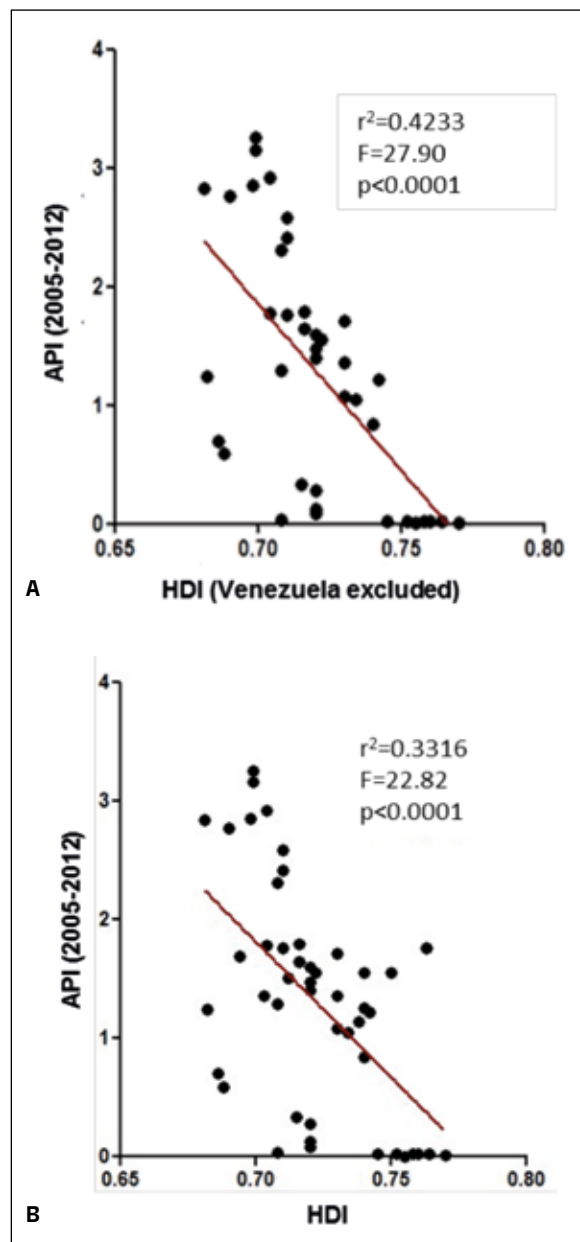 4
r²=0.4233
F=27.90
p<0.0001
3
API (2005-2012)
2
1
0
0.65 0.70 0.75 0.80
A HDI (Venezuela excluded)
4
r²=0.3316
F=22.82
p<0.0001
3
API (2005-2012)
2
1
0
0.65 0.70 0.75 0.80
B HDI